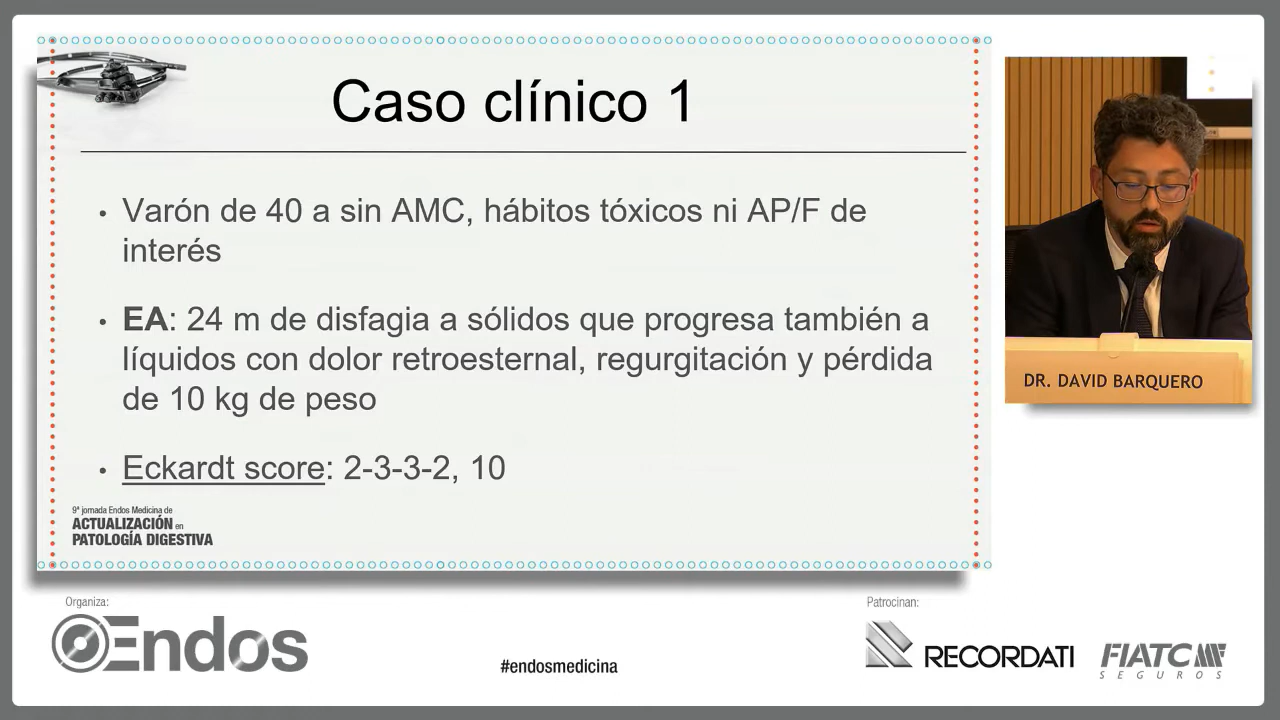 Caso clínico 1
• Varón de 40 a sin AMC, hábitos tóxicos ni AP/F de
interés
• EA: 24 m de disfagia a sólidos que progresa también a
líquidos con dolor retroesternal, regurgitación y pérdida
de 10 kg de peso
• Eckardt score: 2-3-3-2, 10
9ª jornada Endos Medicina de
ACTUALIZACIÓN en
PATOLOGÍA DIGESTIVA
DR. DAVID BARQUERO
Organiza:
Endos
#endosmedicina
Patrocinan:
RECORDATI
FIATC
SEGUROS